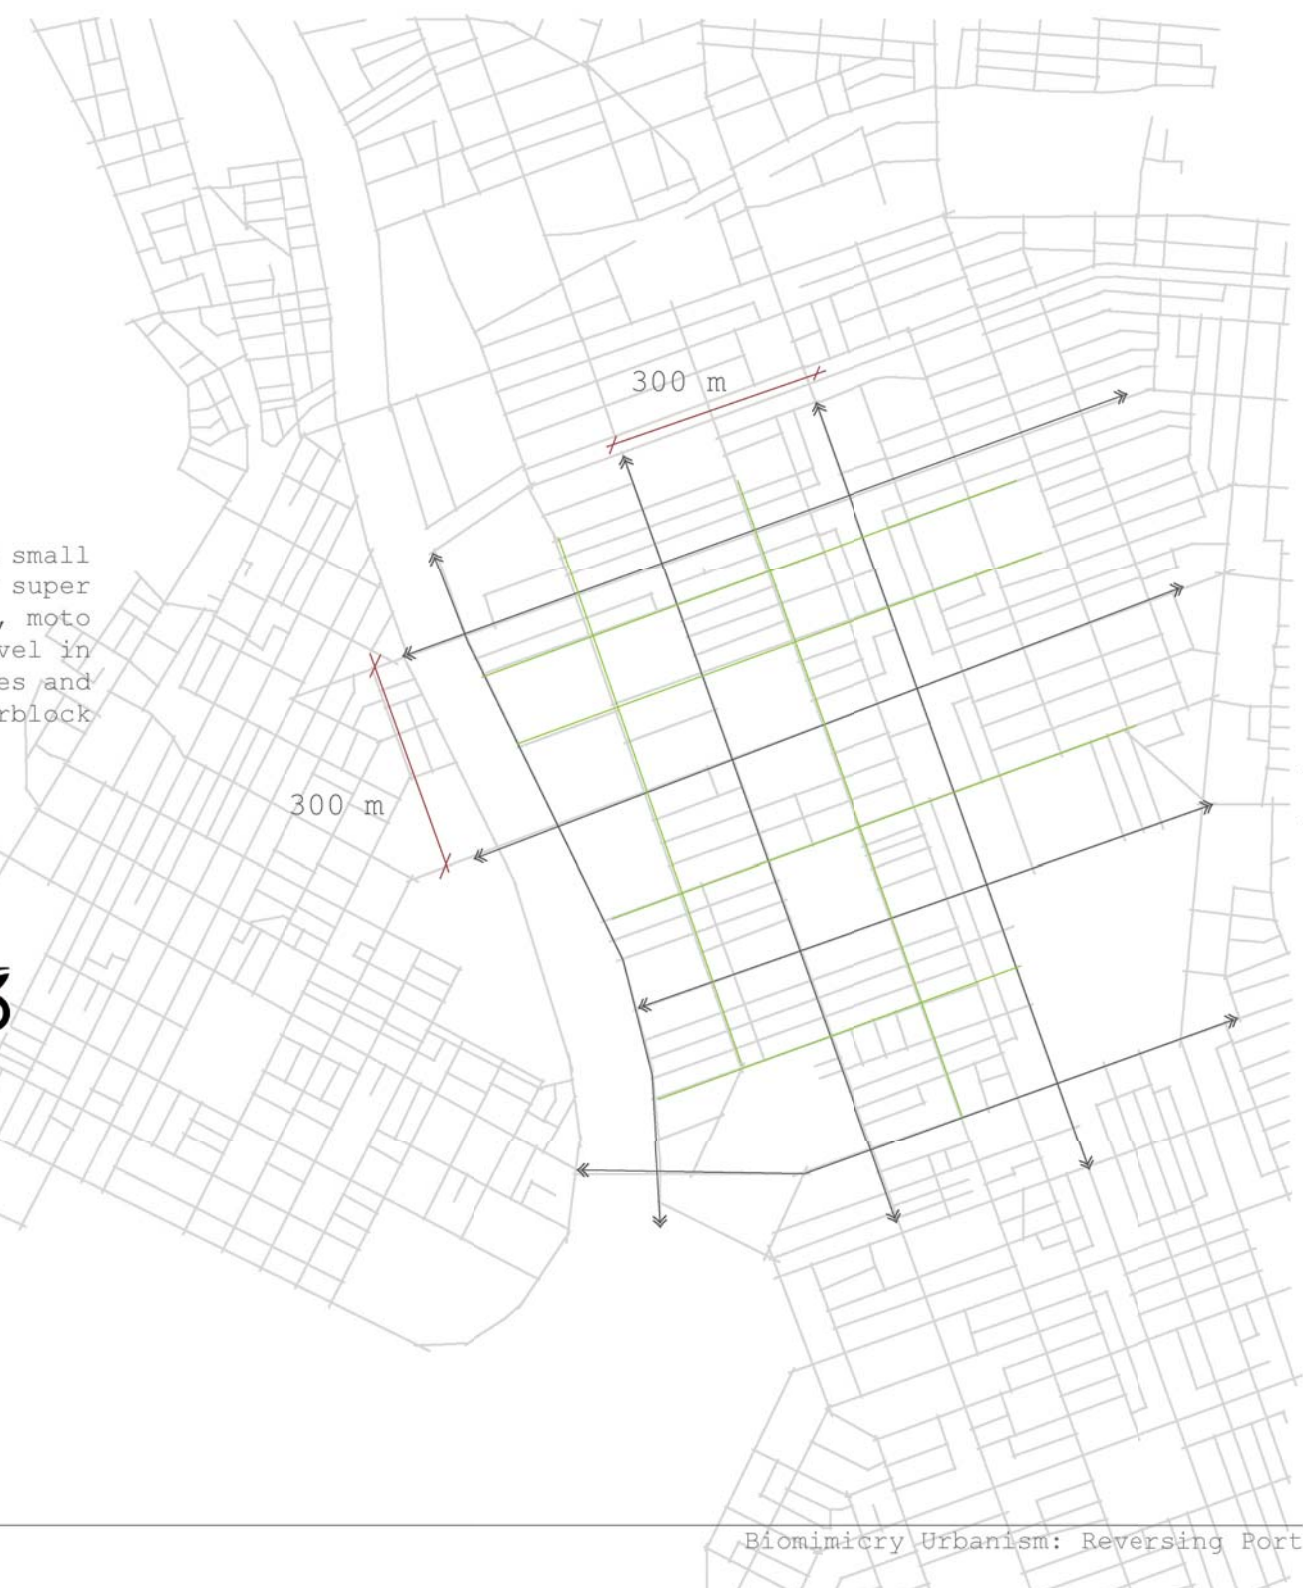 300 m
small
super
, moto
vel in
es and
rblock
300 m
Biomimicry Urbanism: Reversing Port